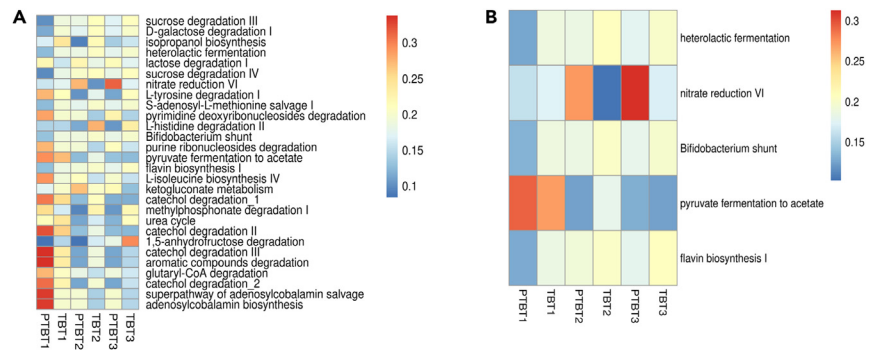 A
sucrose degradation III
D-galactose degradation I
isopropanol biosynthesis
heterolactic fermentation
lactose degradation I
sucrose degradation IV
nitrate reduction VI
L-tyrosine degradation I
S-adenosyl-L-methionine salvage I
pyrimidine deoxyribonucleosides degradation
L-histidine degradation II
Bifidobacterium shunt
purine ribonucleosides degradation
pyruvate fermentation to acetate
flavin biosynthesis I
L-isoleucine biosynthesis IV
ketogluconate metabolism
catechol degradation_1
methylphosphonate degradation I
urea cycle
catechol degradation II
1,5-anhydrofructose degradation
catechol degradation III
aromatic compounds degradation
glutaryl-CoA degradation
catechol degradation_2
superpathway of adenosylcobalamin salvage
adenosylcobalamin biosynthesis
PTBT1 TBT1 PTBT2 TBT2 PTBT3 TBT3
0.3
0.25
0.2
0.15
0.1
B
heterolactic fermentation
nitrate reduction VI
Bifidobacterium shunt
pyruvate fermentation to acetate
flavin biosynthesis I
PTBT1 TBT1 PTBT2 TBT2 PTBT3 TBT3
0.3
0.25
0.2
0.15